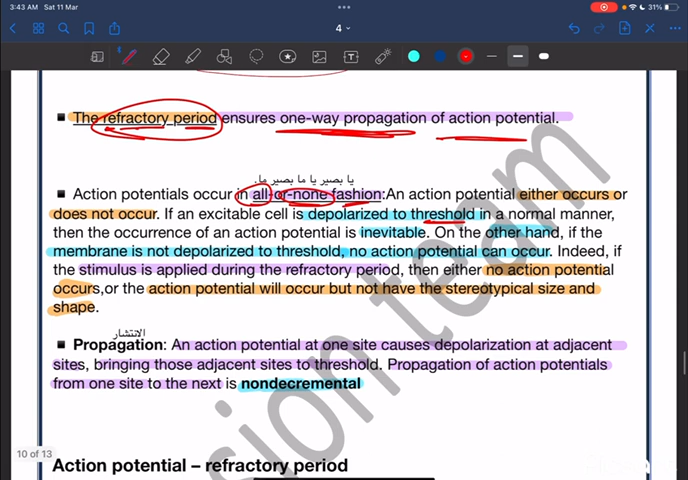 3:43 AM Sat 11 Mar
31%
4
▪ The refractory period ensures one-way propagation of action potential.
يا بصير يا ما بصير ما.
▪ Action potentials occur in all-or-none fashion:An action potential either occurs or
does not occur. If an excitable cell is depolarized to threshold in a normal manner,
then the occurrence of an action potential is inevitable. On the other hand, if the
membrane is not depolarized to threshold, no action potential can occur. Indeed, if
the stimulus is applied during the refractory period, then either no action potential
occurs,or the action potential will occur but not have the stereotypical size and
shape.
الانتشار
▪ Propagation: An action potential at one site causes depolarization at adjacent
sites, bringing those adjacent sites to threshold. Propagation of action potentials
from one site to the next is nondecremental
10 of 13
Action potential – refractory period
sion team